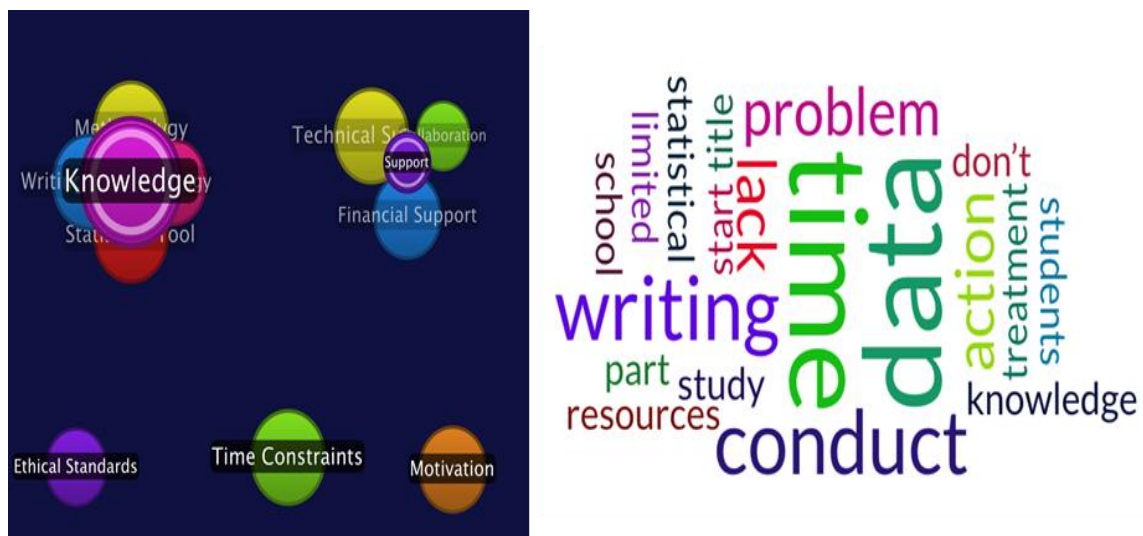 Knowledge
Support
Financial Support
Ethical Standards
Time Constraints
Motivation
problem
time
data
lack
start title
statistical
limited
school
writing
part
study
resources
conduct
don't
action
treatment
students
knowledge